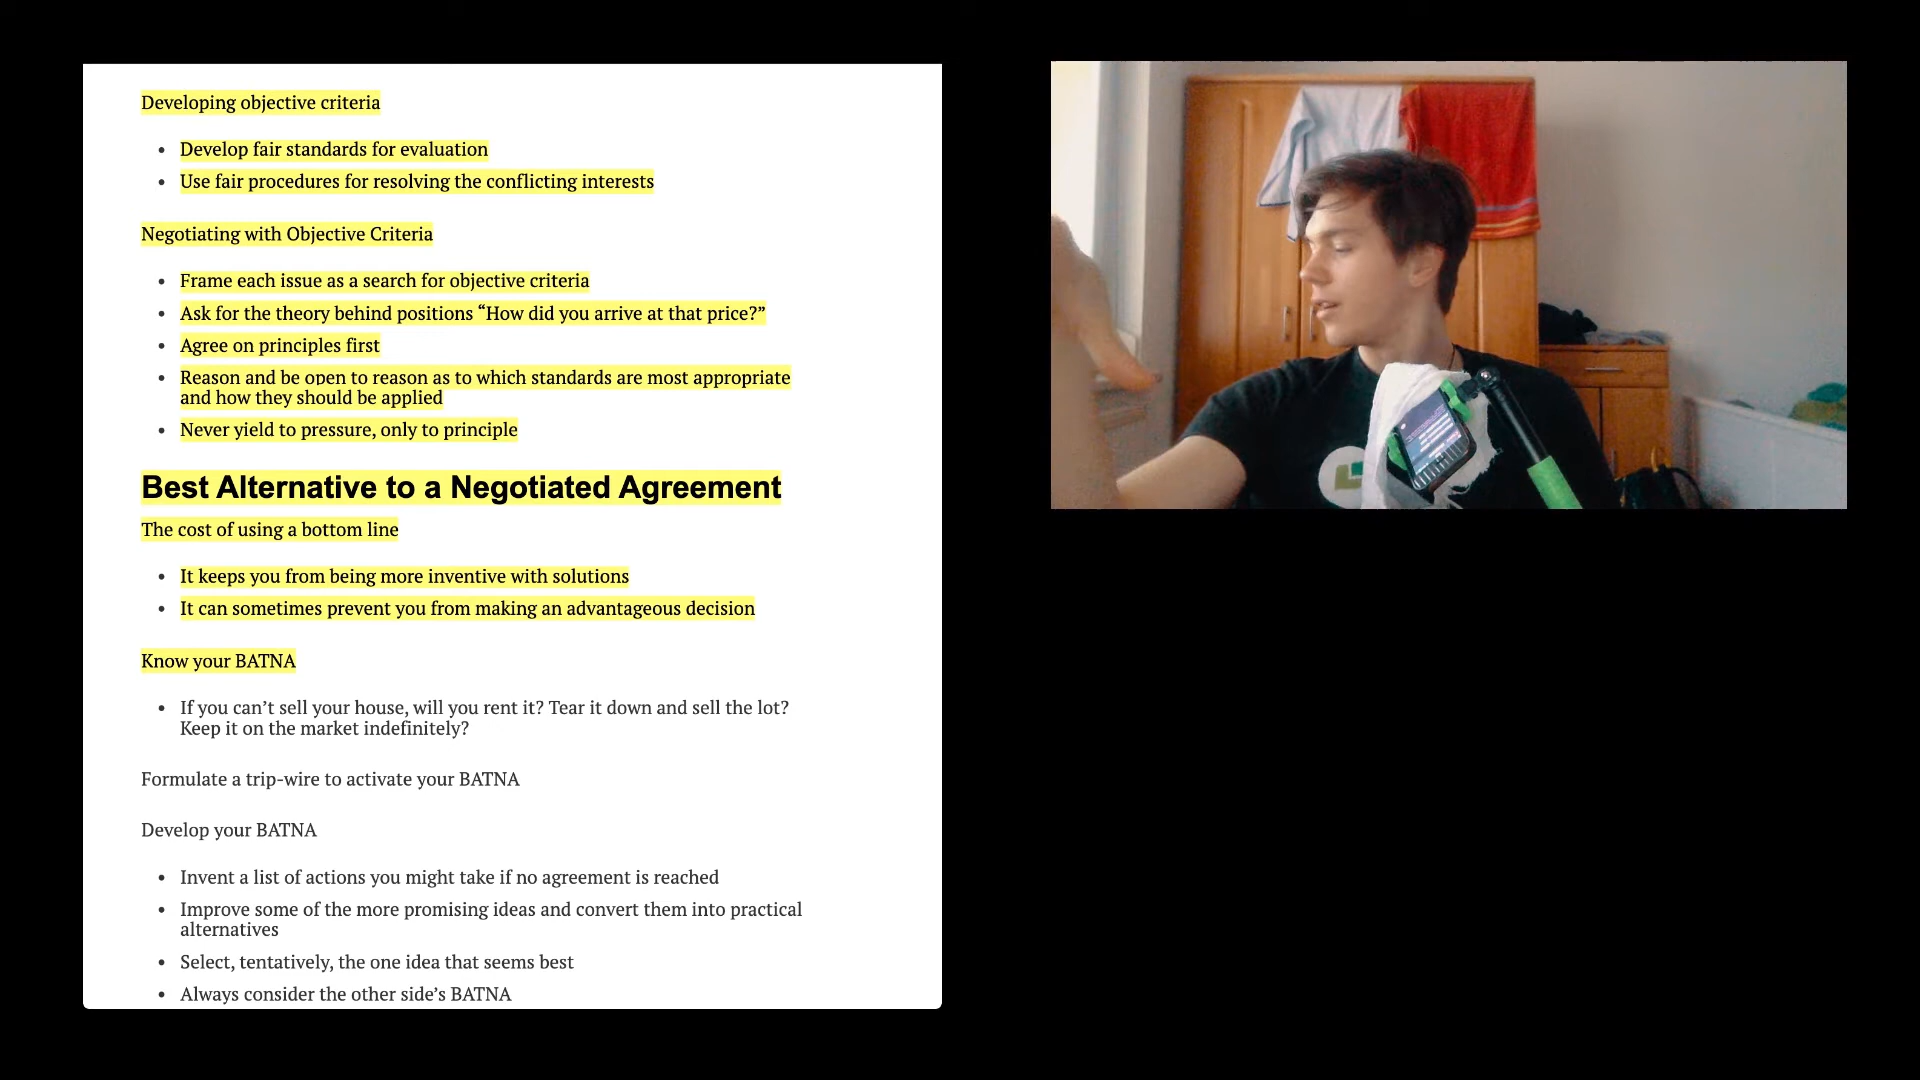 Developing objective criteria
• Develop fair standards for evaluation
• Use fair procedures for resolving the conflicting interests
Negotiating with Objective Criteria
• Frame each issue as a search for objective criteria
• Ask for the theory behind positions “How did you arrive at that price?”
• Agree on principles first
• Reason and be open to reason as to which standards are most appropriate
and how they should be applied
• Never yield to pressure, only to principle
Best Alternative to a Negotiated Agreement
The cost of using a bottom line
• It keeps you from being more inventive with solutions
• It can sometimes prevent you from making an advantageous decision
Know your BATNA
• If you can’t sell your house, will you rent it? Tear it down and sell the lot?
Keep it on the market indefinitely?
Formulate a trip-wire to activate your BATNA
Develop your BATNA
• Invent a list of actions you might take if no agreement is reached
• Improve some of the more promising ideas and convert them into practical
alternatives
• Select, tentatively, the one idea that seems best
• Always consider the other side’s BATNA